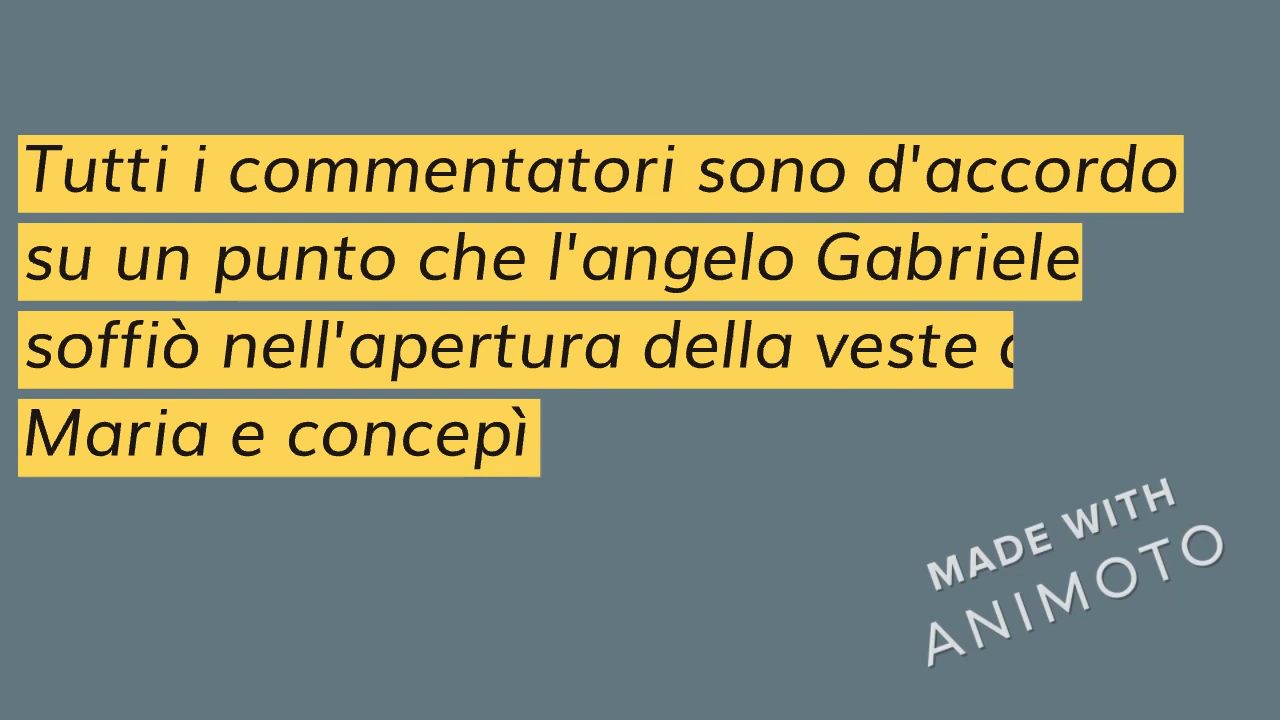 Tutti i commentatori sono d'accordo
su un punto che l'angelo Gabriele
soffiò nell'apertura della veste
Maria e concepì
MADE WITH
ANIMOTO